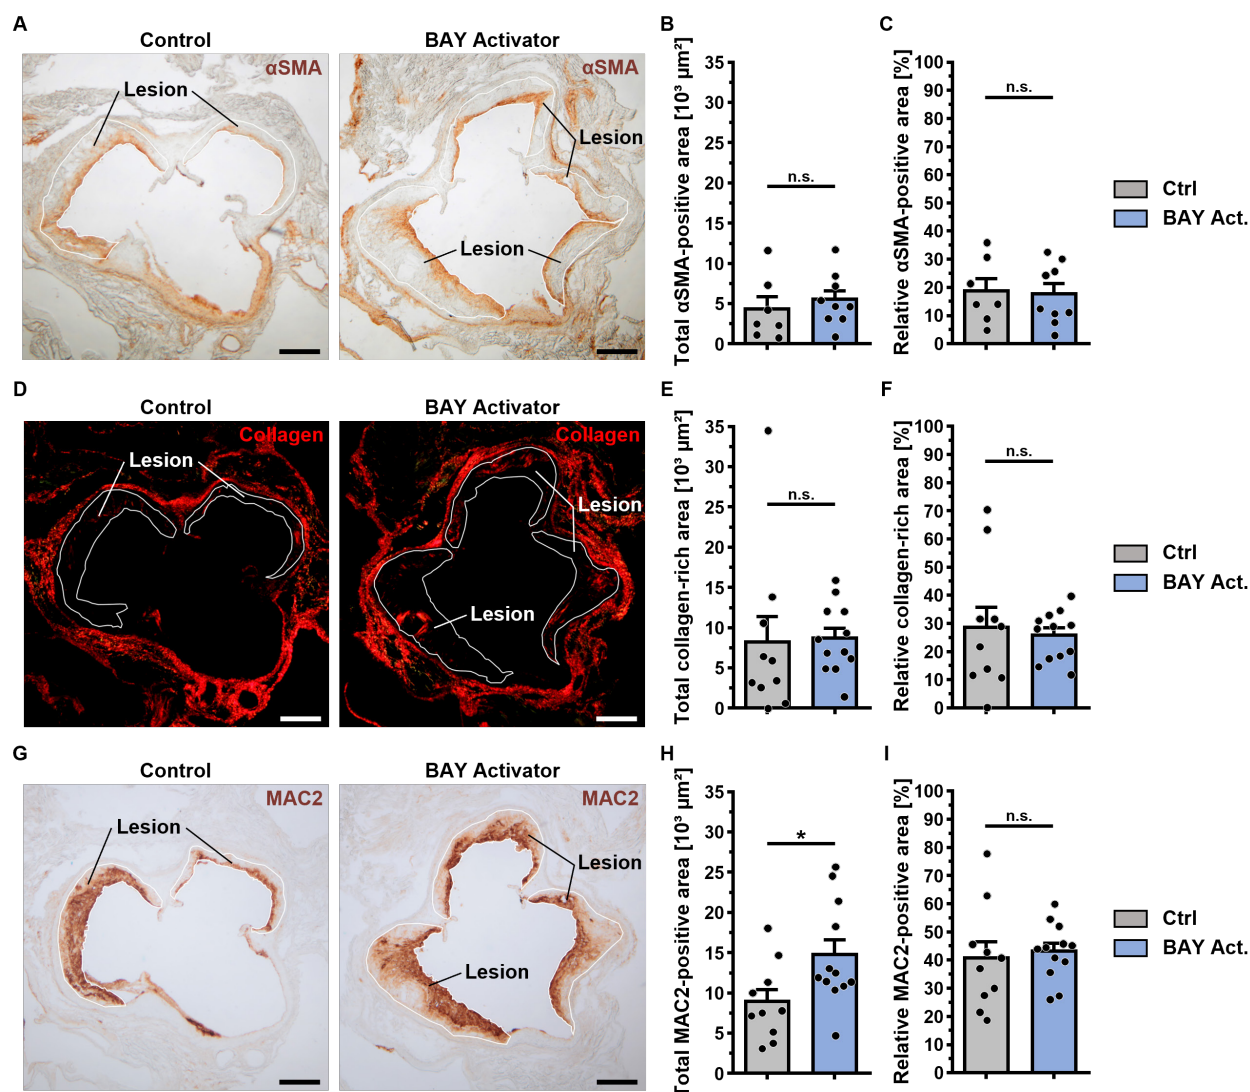 A
Control
αSMA
Lesion
BAY Activator
αSMA
Lesion
Lesion
B
Total αSMA-positive area [10³ µm²]
35
30
25
20
15
10
5
0
n.s.
C
Relative αSMA-positive area [%]
100
90
80
70
60
50
40
30
20
10
0
n.s.
Ctrl
BAY Act.
D
Control
Collagen
Lesion
BAY Activator
Collagen
Lesion
Lesion
E
Total collagen-rich area [10³ µm²]
35
30
25
20
15
10
5
0
n.s.
F
Relative collagen-rich area [%]
100
90
80
70
60
50
40
30
20
10
0
n.s.
Ctrl
BAY Act.
G
Control
MAC2
Lesion
BAY Activator
MAC2
Lesion
Lesion
H
Total MAC2-positive area [10³ µm²]
35
30
25
20
15
10
5
0
*
I
Relative MAC2-positive area [%]
100
90
80
70
60
50
40
30
20
10
0
n.s.
Ctrl
BAY Act.